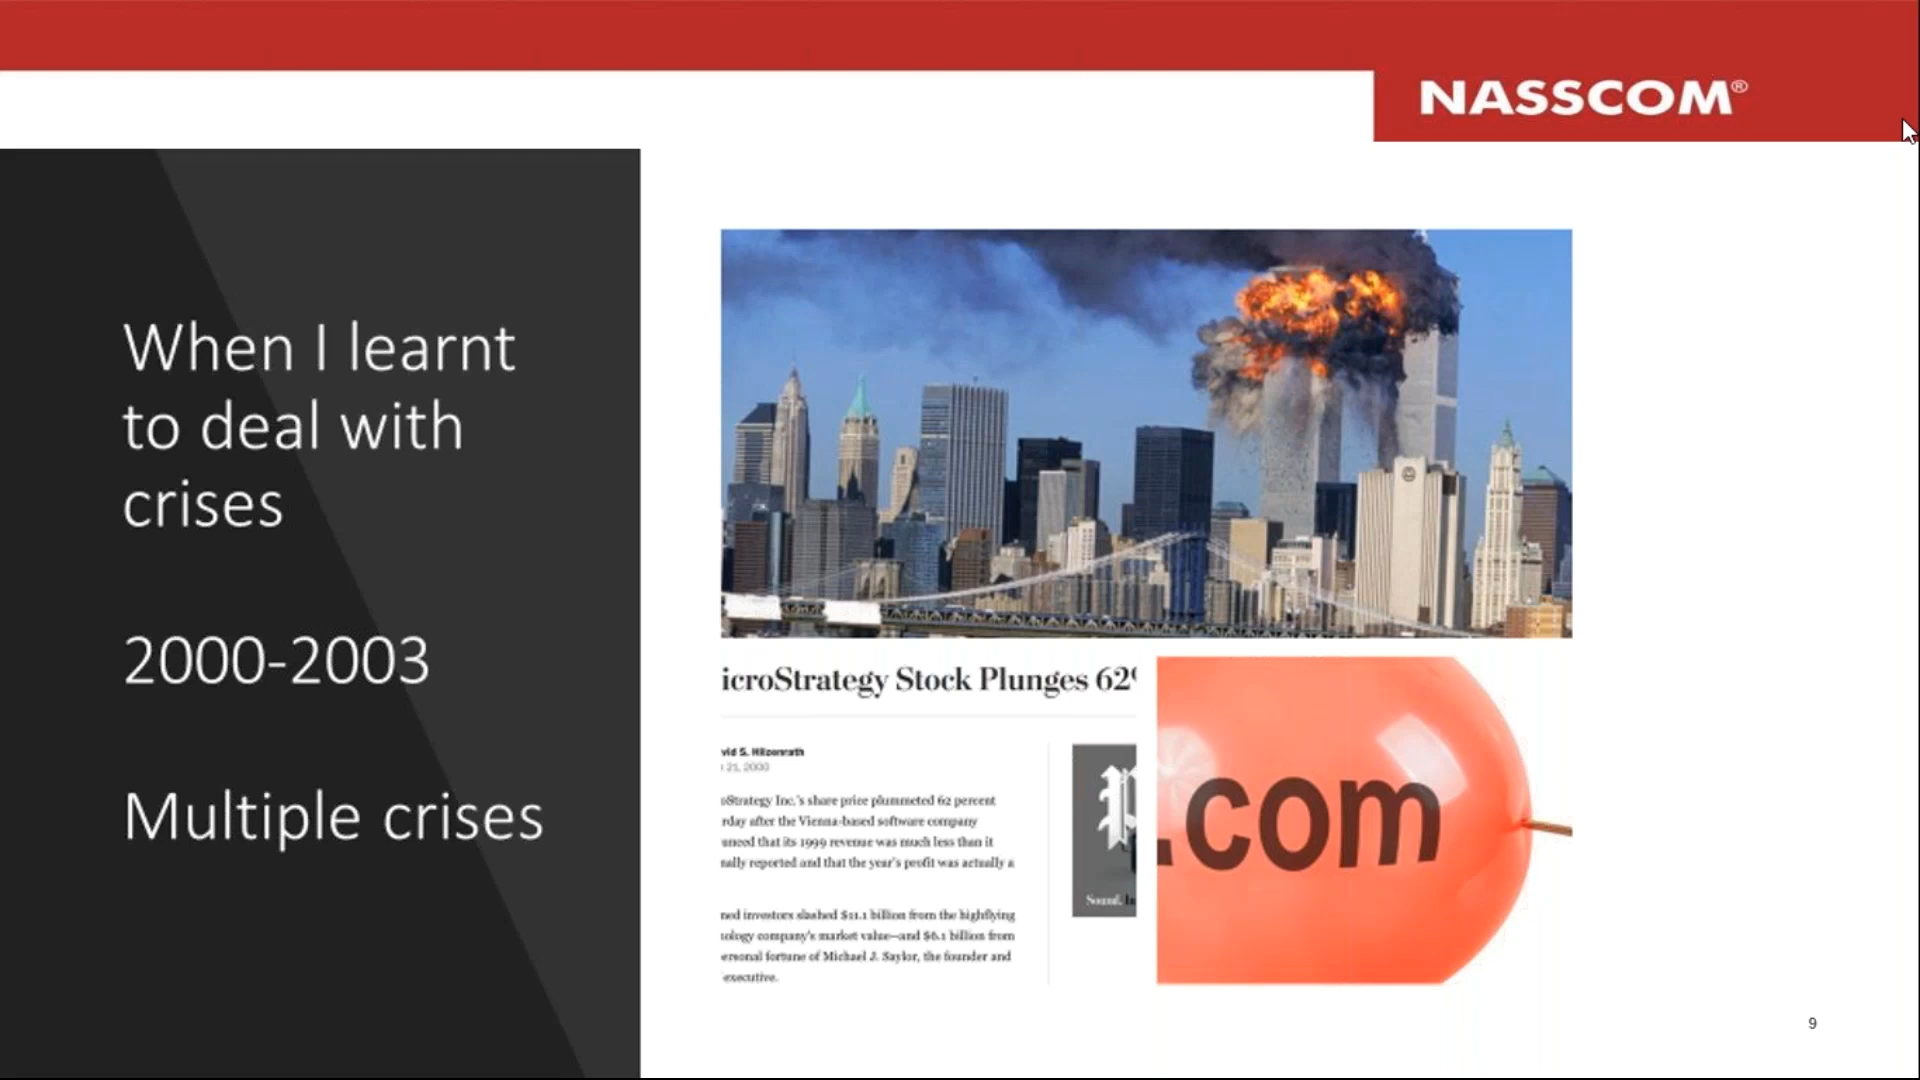 NASSCOM®
When I learnt
to deal with
crises
2000-2003
Multiple crises
icroStrategy Stock Plunges 62
vid S. Hilzenrath
21, 2000
oStrategy Inc.'s share price plummeted 62 percent
rday after the Vienna-based software company
unced that its 1999 revenue was much less than it
nally reported and that the year's profit was actually a
ned investors slashed $11.1 billion from the highflying
nology company's market value—and $6.1 billion from
ersonal fortune of Michael J. Saylor, the founder and
executive.
Sound.
.com
9